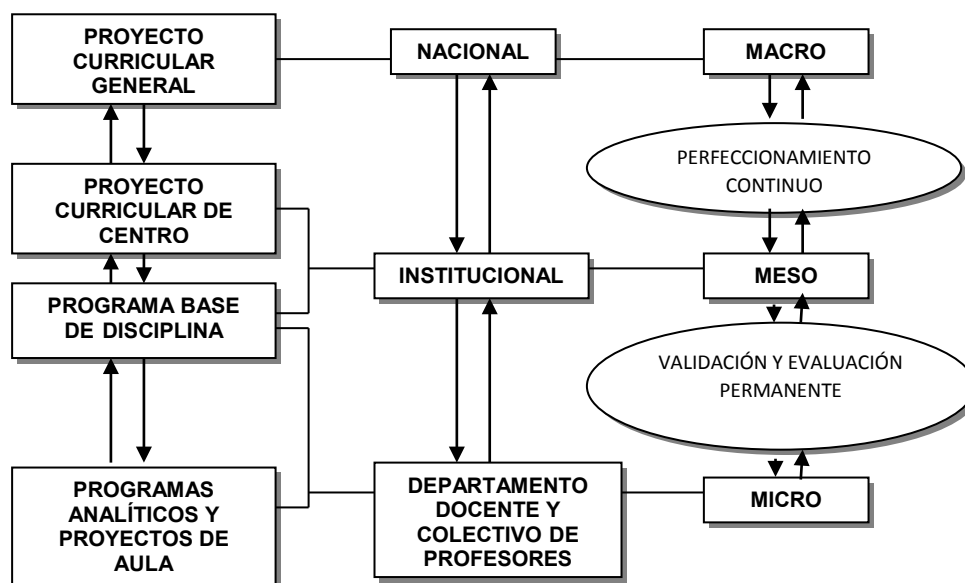 PROYECTO
CURRICULAR
GENERAL
NACIONAL
MACRO
PERFECCIONAMIENTO
CONTINUO
PROYECTO
CURRICULAR DE
CENTRO
INSTITUCIONAL
MESO
PROGRAMA BASE
DE DISCIPLINA
VALIDACIÓN Y EVALUACIÓN
PERMANENTE
PROGRAMAS
ANALÍTICOS Y
PROYECTOS DE
AULA
DEPARTAMENTO
DOCENTE Y
COLECTIVO DE
PROFESORES
MICRO